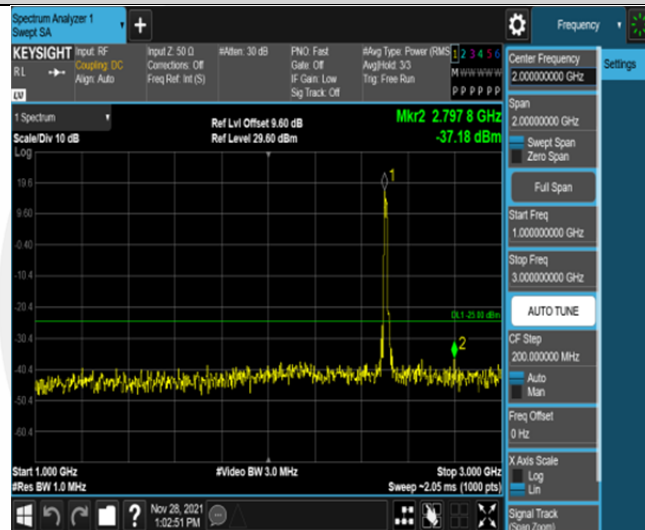 Spectrum Analyzer 1
Swept SA
+
Frequency
KEYSIGHT
RL
Input: RF
Coupling: DC
Align: Auto
Input Z: 50 Ω
Corrections: Off
Freq Ref: Int (S)
#Atten: 30 dB
PNO: Fast
Gate: Off
IF Gain: Low
Sig Track: Off
#Avg Type: Power (RMS
Avg|Hold: 3/3
Trig: Free Run
1 2 3 4 5 6
M W W W W W
P P P P P P
1 Spectrum
Scale/Div 10 dB
Log
Ref Lvl Offset 9.60 dB
Ref Level 29.60 dBm
Mkr2 2.797 8 GHz
-37.18 dBm
19.6
9.60
-0.40
-10.4
-20.4
-30.4
-40.4
-50.4
-60.4
1
DL1 -25.00 dBm
2
Start 1.000 GHz
#Res BW 1.0 MHz
#Video BW 3.0 MHz
Stop 3.000 GHz
Sweep ~2.05 ms (1000 pts)
Center Frequency
2.000000000 GHz
Settings
Span
2.00000000 GHz
Swept Span
Zero Span
Full Span
Start Freq
1.000000000 GHz
Stop Freq
3.000000000 GHz
AUTO TUNE
CF Step
200.000000 MHz
Auto
Man
Freq Offset
0 Hz
X Axis Scale
Log
Lin
Signal Track
(Span Zoom)
?
Nov 28, 2021
1:02:51 PM